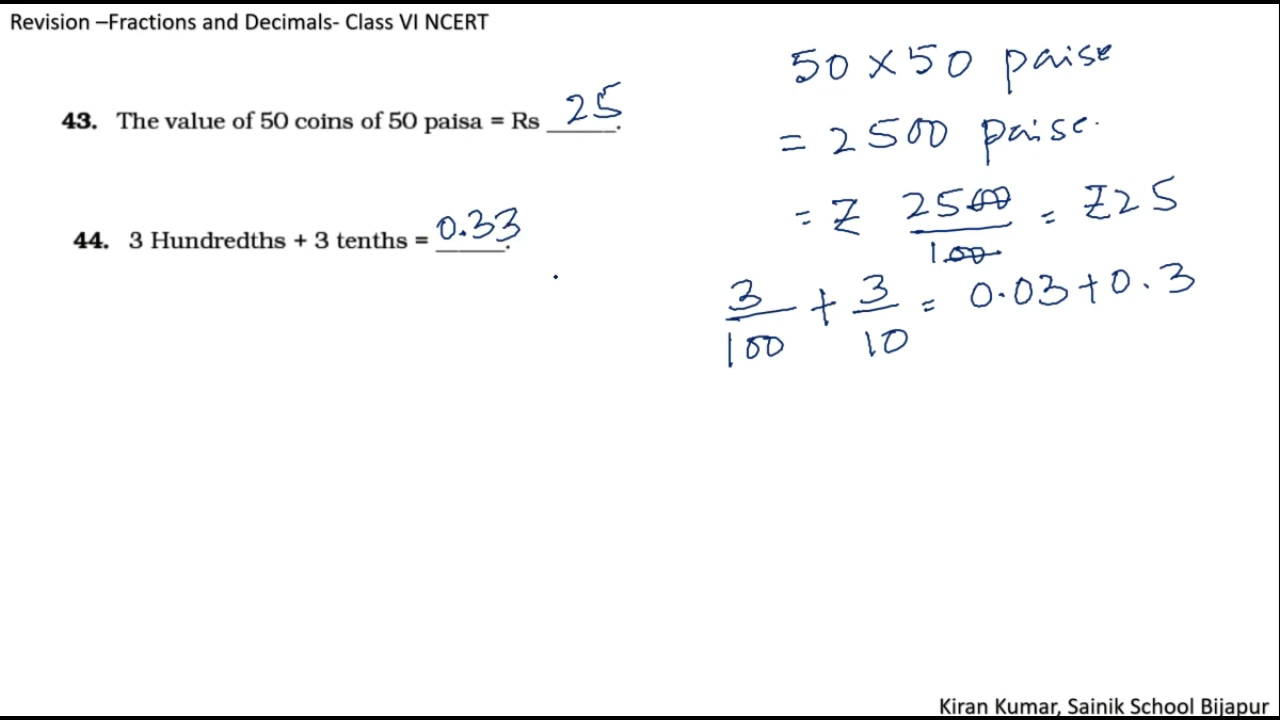 Revision –Fractions and Decimals- Class VI NCERT
43. The value of 50 coins of 50 paisa = Rs 25.
44. 3 Hundredths + 3 tenths = 0.33.
50 × 50 paise
= 2500 paise.
= ₹ 2500/100 = ₹25
3/100 + 3/10 = 0.03+0.3
Kiran Kumar, Sainik School Bijapur